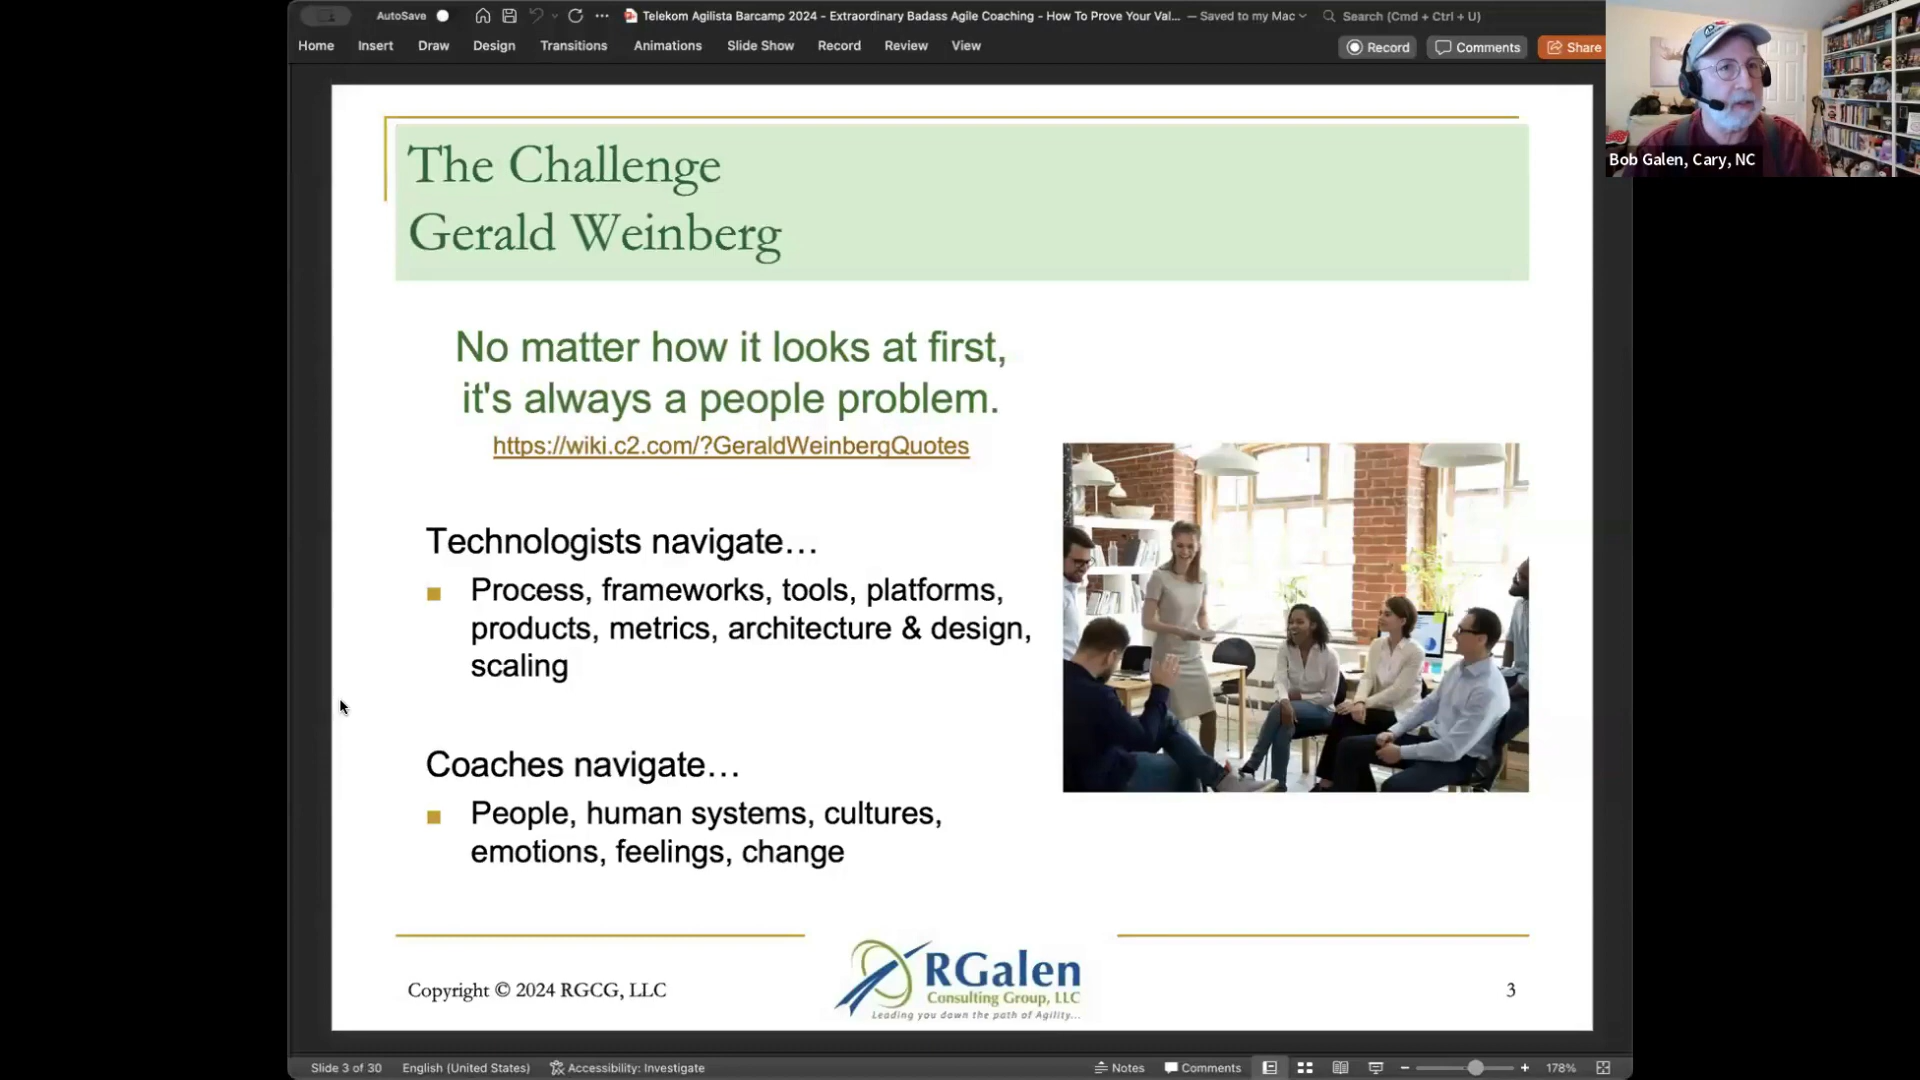 AutoSave
Telekom Agilista Barcamp 2024 - Extraordinary Badass Agile Coaching - How To Prove Your Val... — Saved to my Mac
Search (Cmd + Ctrl + U)
Home Insert Draw Design Transitions Animations Slide Show Record Review View
Record Comments Share
Bob Galen, Cary, NC
The Challenge
Gerald Weinberg
No matter how it looks at first,
it's always a people problem.
https://wiki.c2.com/?GeraldWeinbergQuotes
Technologists navigate…
Process, frameworks, tools, platforms,
products, metrics, architecture & design,
scaling
Coaches navigate…
People, human systems, cultures,
emotions, feelings, change
Copyright © 2024 RGCG, LLC
RGalen
Consulting Group, LLC
Leading you down the path of Agility...
3
Slide 3 of 30 English (United States) Accessibility: Investigate Notes Comments 178%